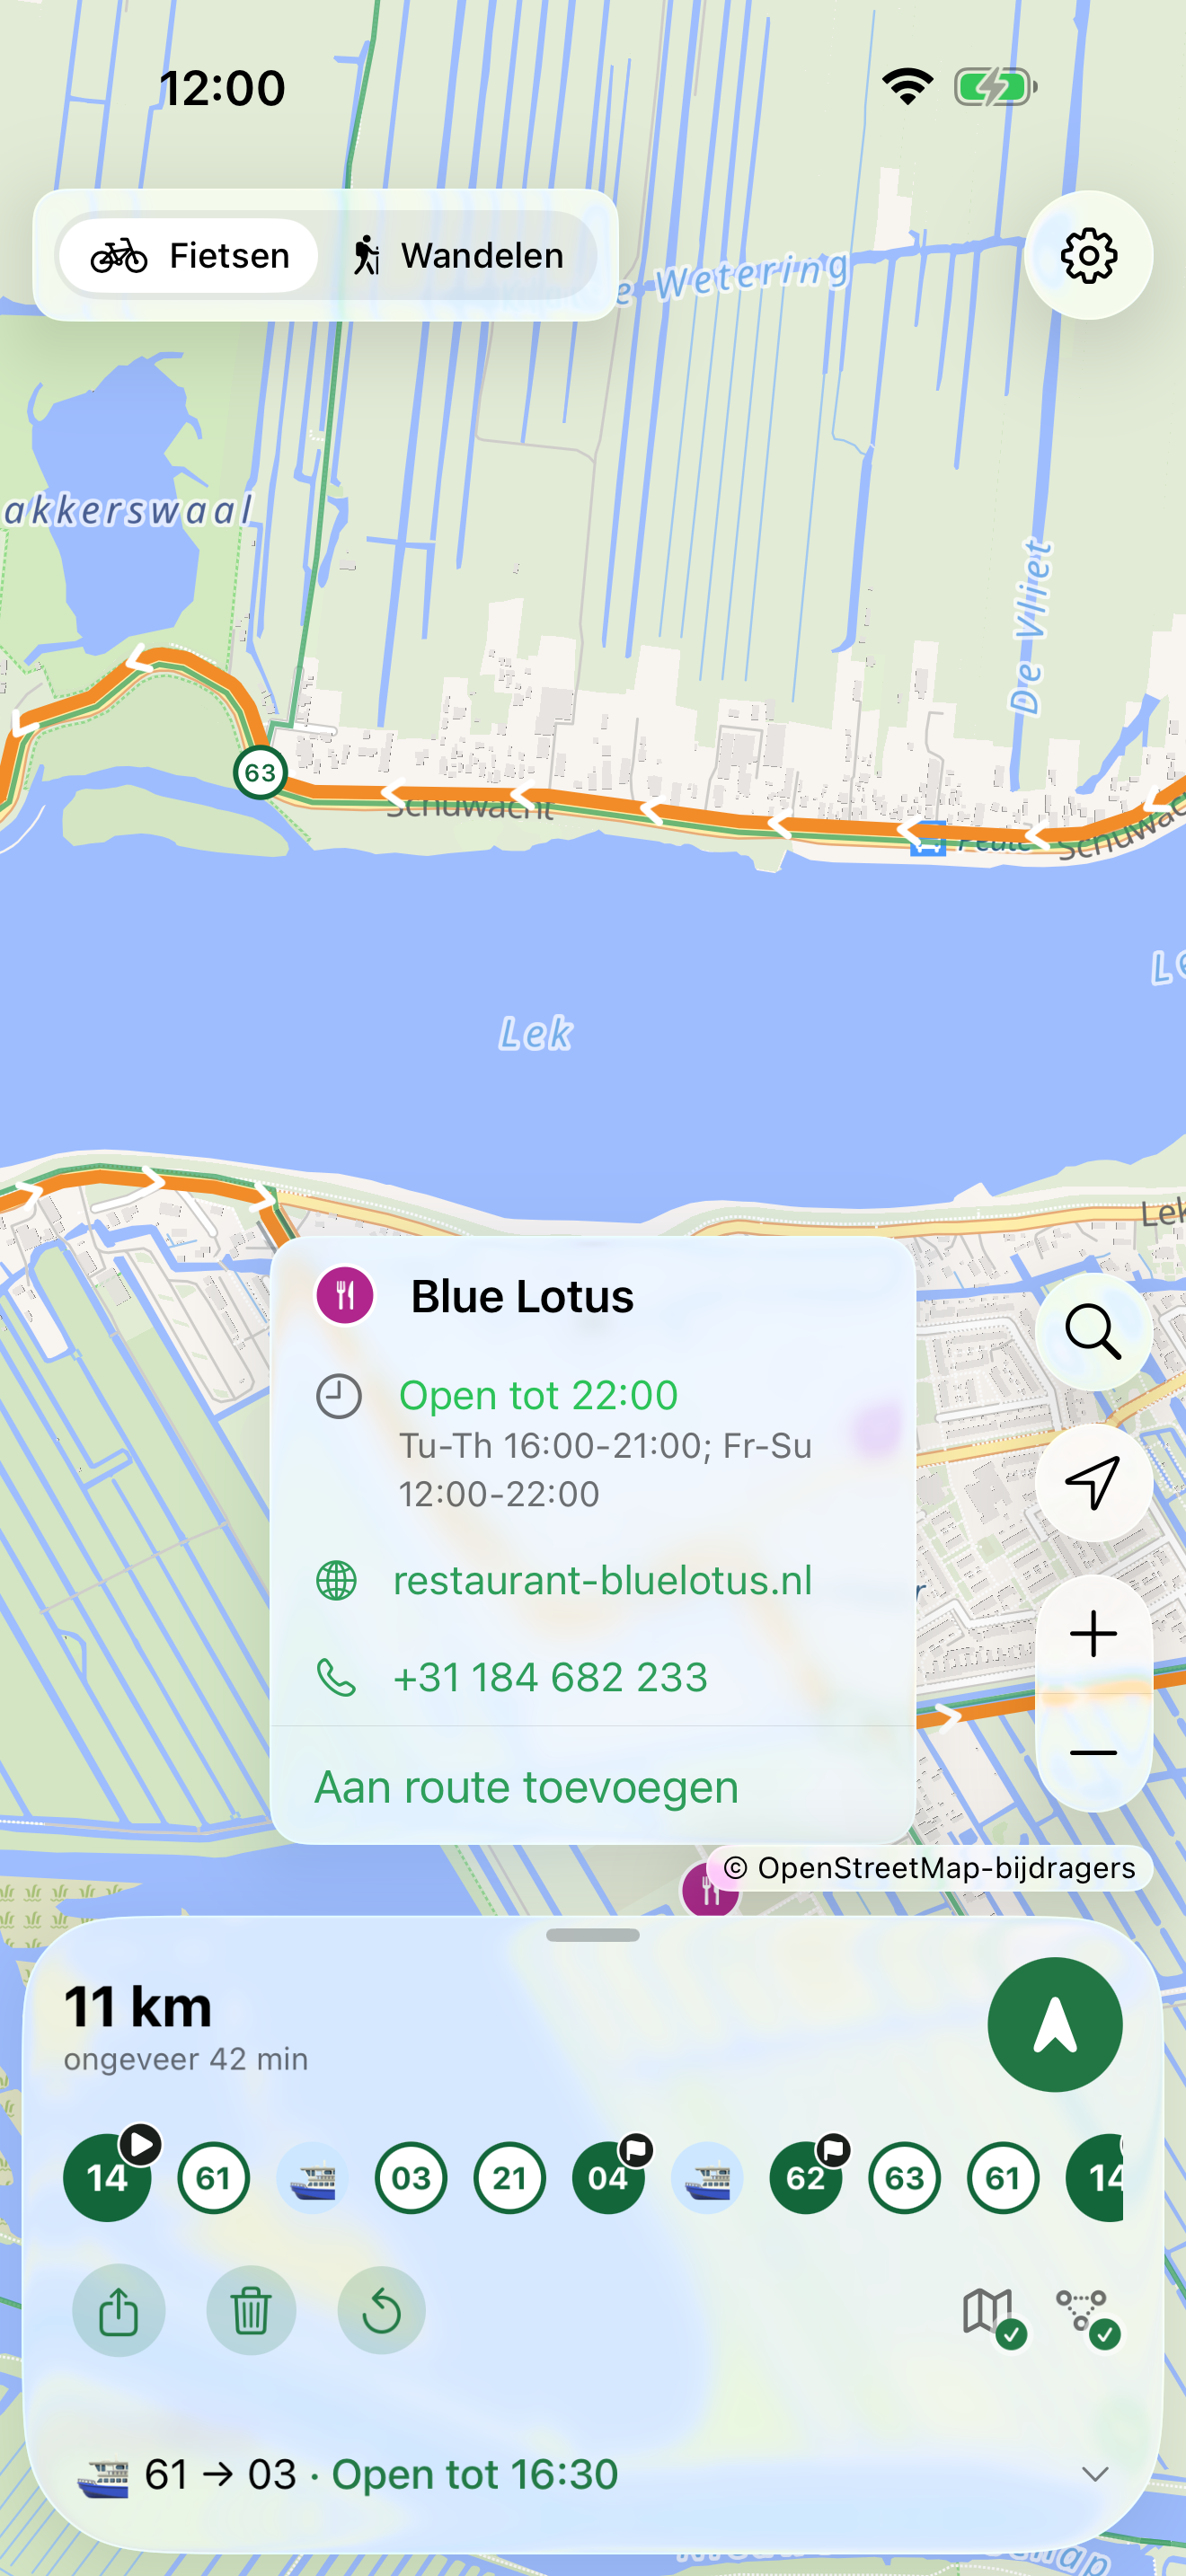 12:00
Fietsen
Wandelen
e Wetering
akkerswaal
De Vliet
63
Schuwacht
Schuwac
Le
Lek
Lek
Blue Lotus
Open tot 22:00
Tu-Th 16:00-21:00; Fr-Su
12:00-22:00
restaurant-bluelotus.nl
+31 184 682 233
Aan route toevoegen
© OpenStreetMap-bijdragers
11 km
ongeveer 42 min
14 61 03 21 04 62 63 61 14
61 → 03 · Open tot 16:30